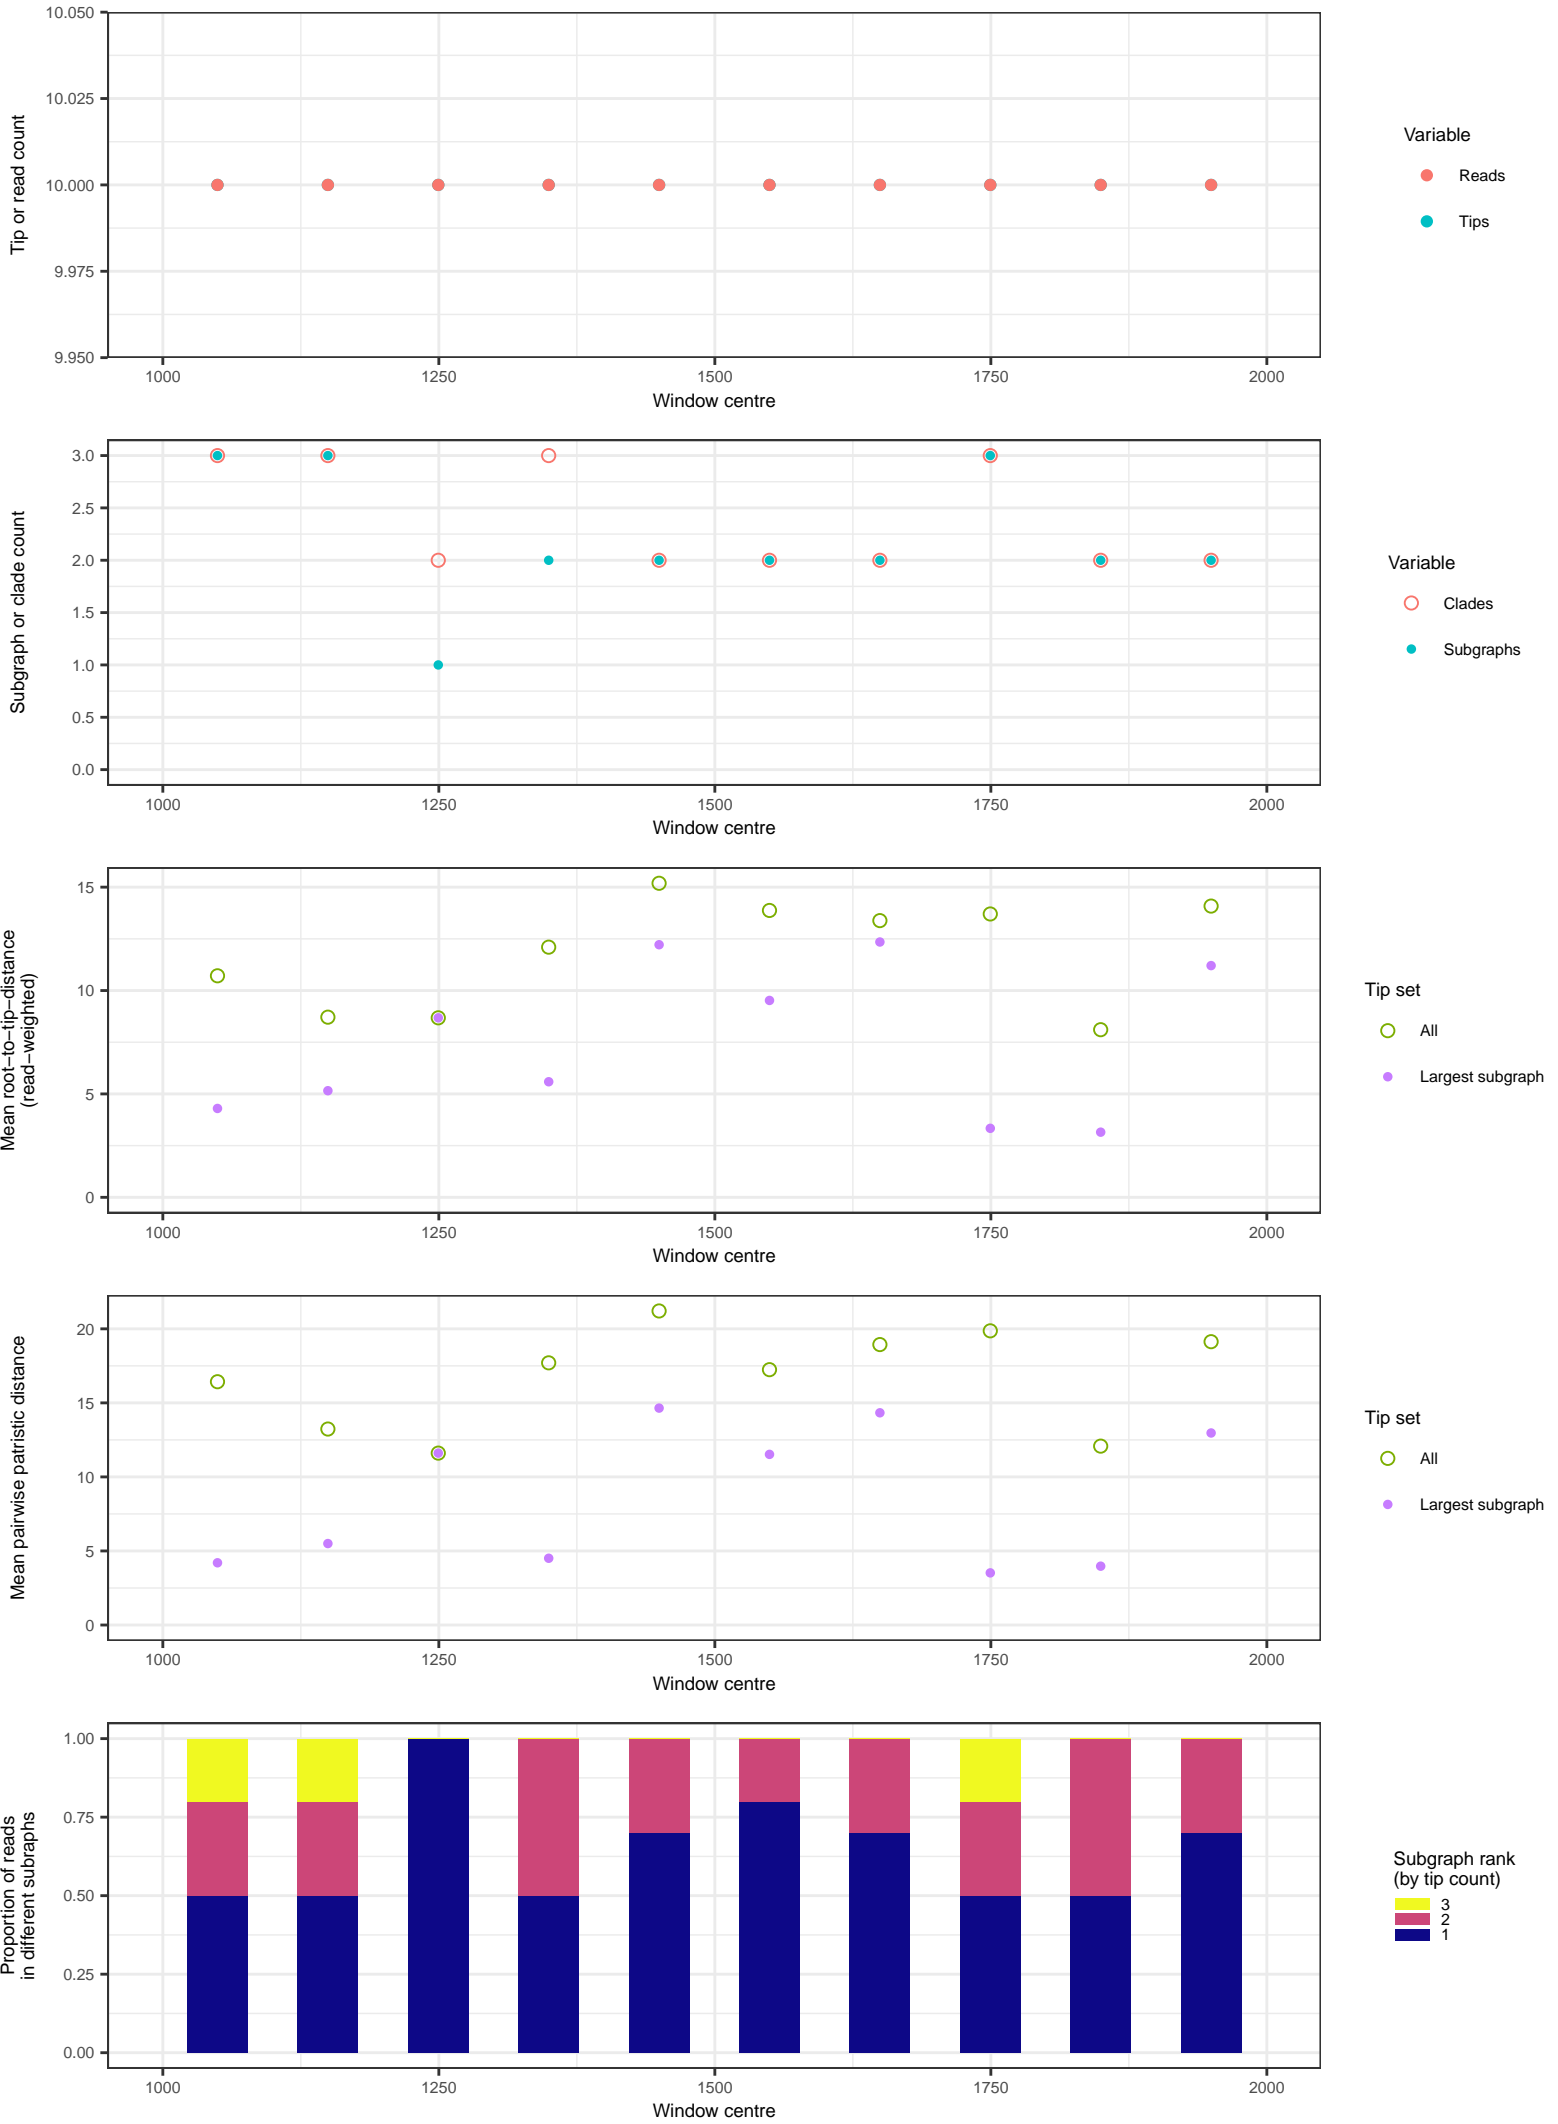 10.050
10.025
10.000
9.975
9.950
Tip or read count
1000 1250 1500 1750 2000
Window centre
Variable
Reads
Tips
3.0
2.5
2.0
1.5
1.0
0.5
0.0
Subgraph or clade count
1000 1250 1500 1750 2000
Window centre
Variable
Clades
Subgraphs
15
10
5
0
Mean root−to−tip−distance
(read−weighted)
1000 1250 1500 1750 2000
Window centre
Tip set
All
Largest subgraph
20
15
10
5
0
Mean pairwise patristic distance
1000 1250 1500 1750 2000
Window centre
Tip set
All
Largest subgraph
1.00
0.75
0.50
0.25
0.00
Proportion of reads
in different subraphs
1000 1250 1500 1750 2000
Window centre
Subgraph rank
(by tip count)
3
2
1